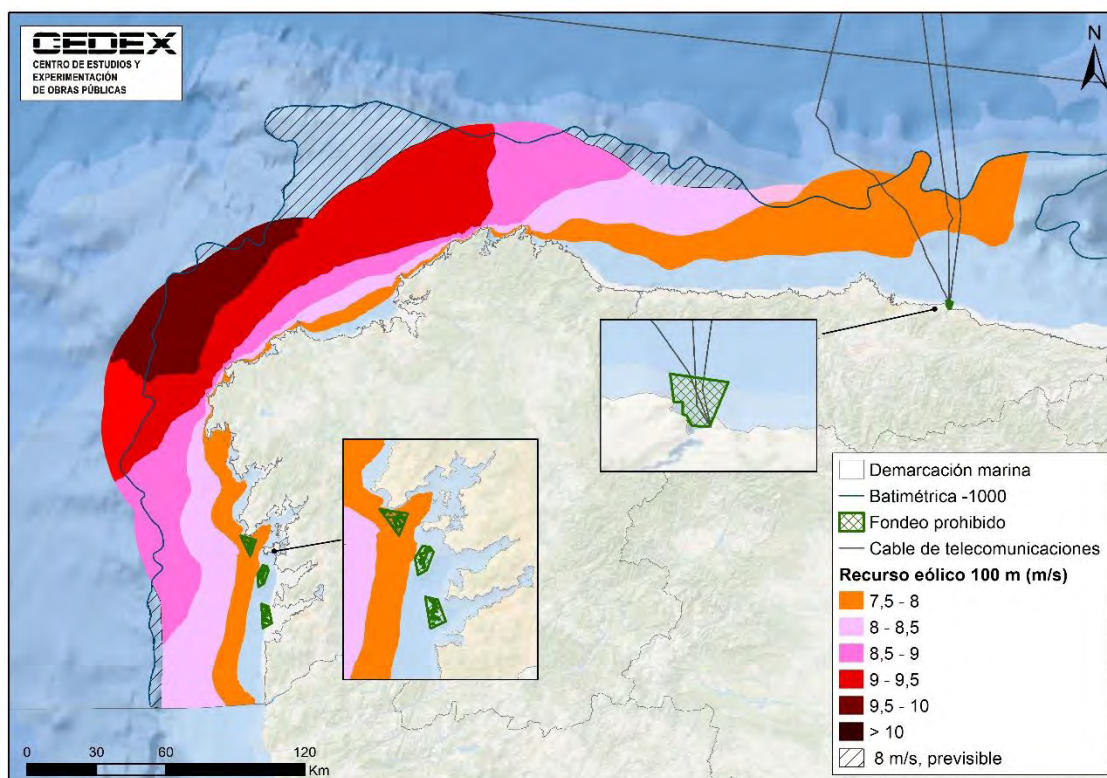 CEDEX
CENTRO DE ESTUDIOS Y
EXPERIMENTACIÓN
DE OBRAS PÚBLICAS
N
Demarcación marina
Batimétrica -1000
Fondeo prohibido
Cable de telecomunicaciones
Recurso eólico 100 m (m/s)
7,5 - 8
8 - 8,5
8,5 - 9
9 - 9,5
9,5 - 10
> 10
8 m/s, previsible
0 30 60 120
Km